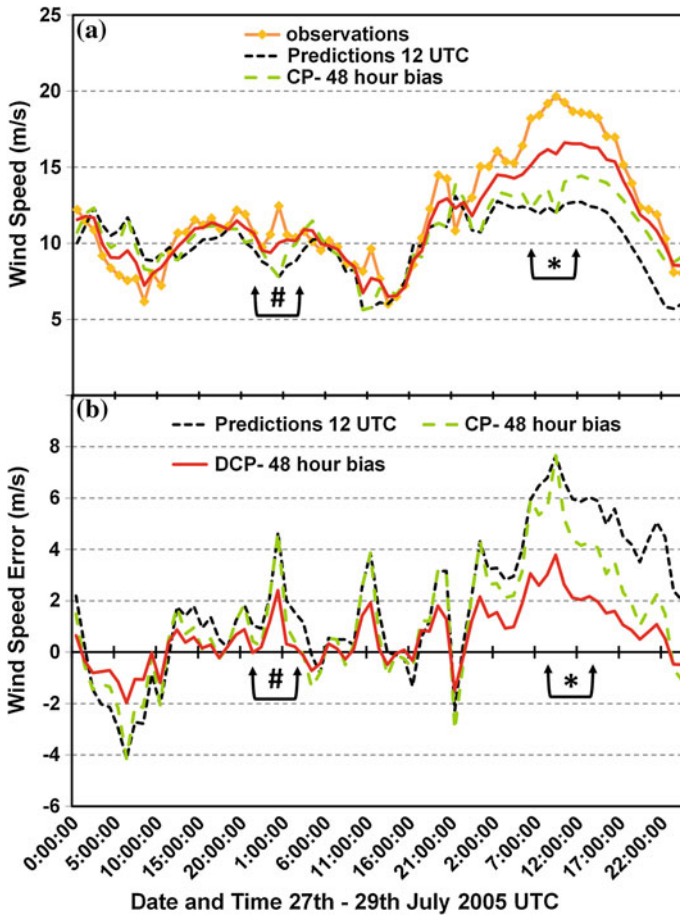 (a)
observations
Predictions 12 UTC
CP- 48 hour bias
25
20
15
10
5
Wind Speed (m/s)
#
*
(b)
Predictions 12 UTC
CP- 48 hour bias
DCP- 48 hour bias
8
6
4
2
0
-2
-4
-6
Wind Speed Error (m/s)
#
*
0:00:00
5:00:00
10:00:00
15:00:00
20:00:00
1:00:00
6:00:00
11:00:00
16:00:00
21:00:00
2:00:00
7:00:00
12:00:00
17:00:00
22:00:00
Date and Time 27th - 29th July 2005 UTC